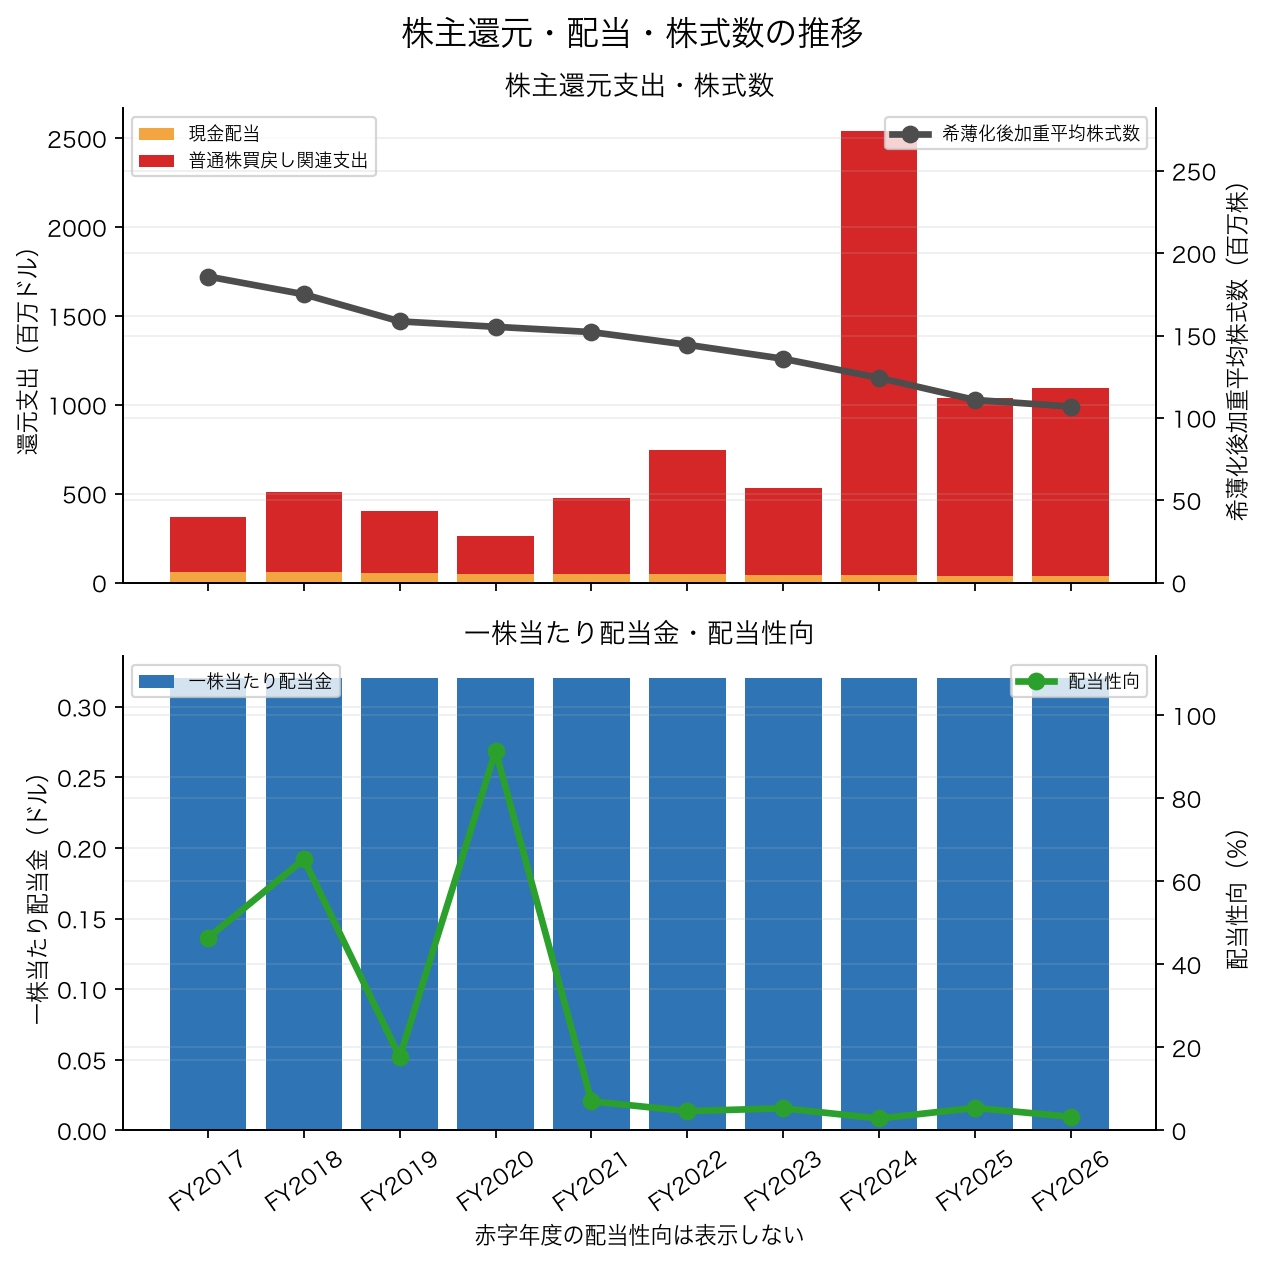 株主還元・配当・株式数の推移
株主還元支出・株式数
現金配当
普通株買戻し関連支出
希薄化後加重平均株式数
還元支出（百万ドル）
2500
2000
1500
1000
500
0
希薄化後加重平均株式数（百万株）
250
200
150
100
50
0
一株当たり配当金・配当性向
一株当たり配当金
配当性向
一株当たり配当金（ドル）
0.30
0.25
0.20
0.15
0.10
0.05
0.00
配当性向（%）
100
80
60
40
20
0
FY2017
FY2018
FY2019
FY2020
FY2021
FY2022
FY2023
FY2024
FY2025
FY2026
赤字年度の配当性向は表示しない